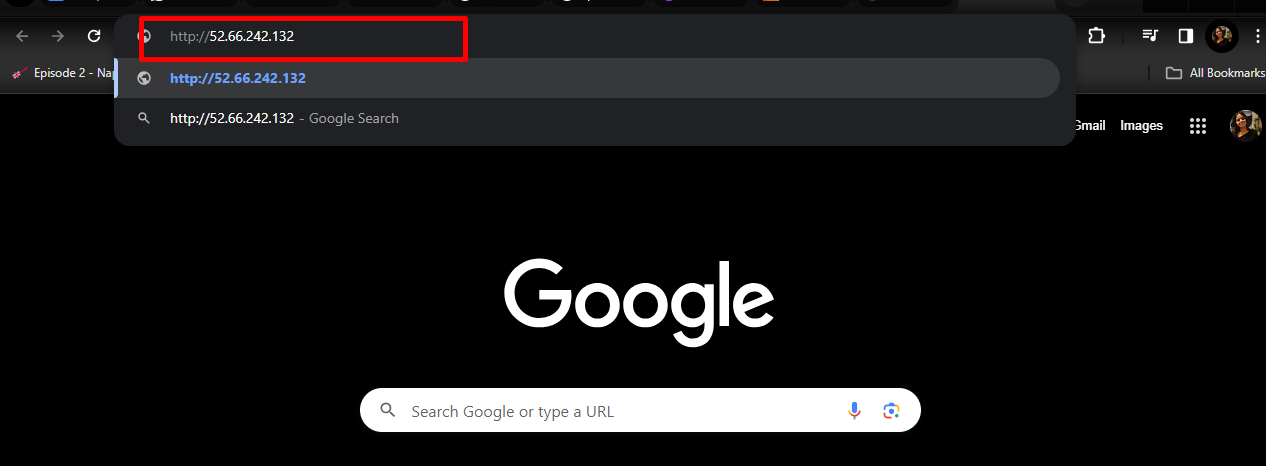 http://52.66.242.132
Episode 2 - Na
All Bookmarks
http://52.66.242.132
http://52.66.242.132 - Google Search
Gmail Images
Google
Search Google or type a URL